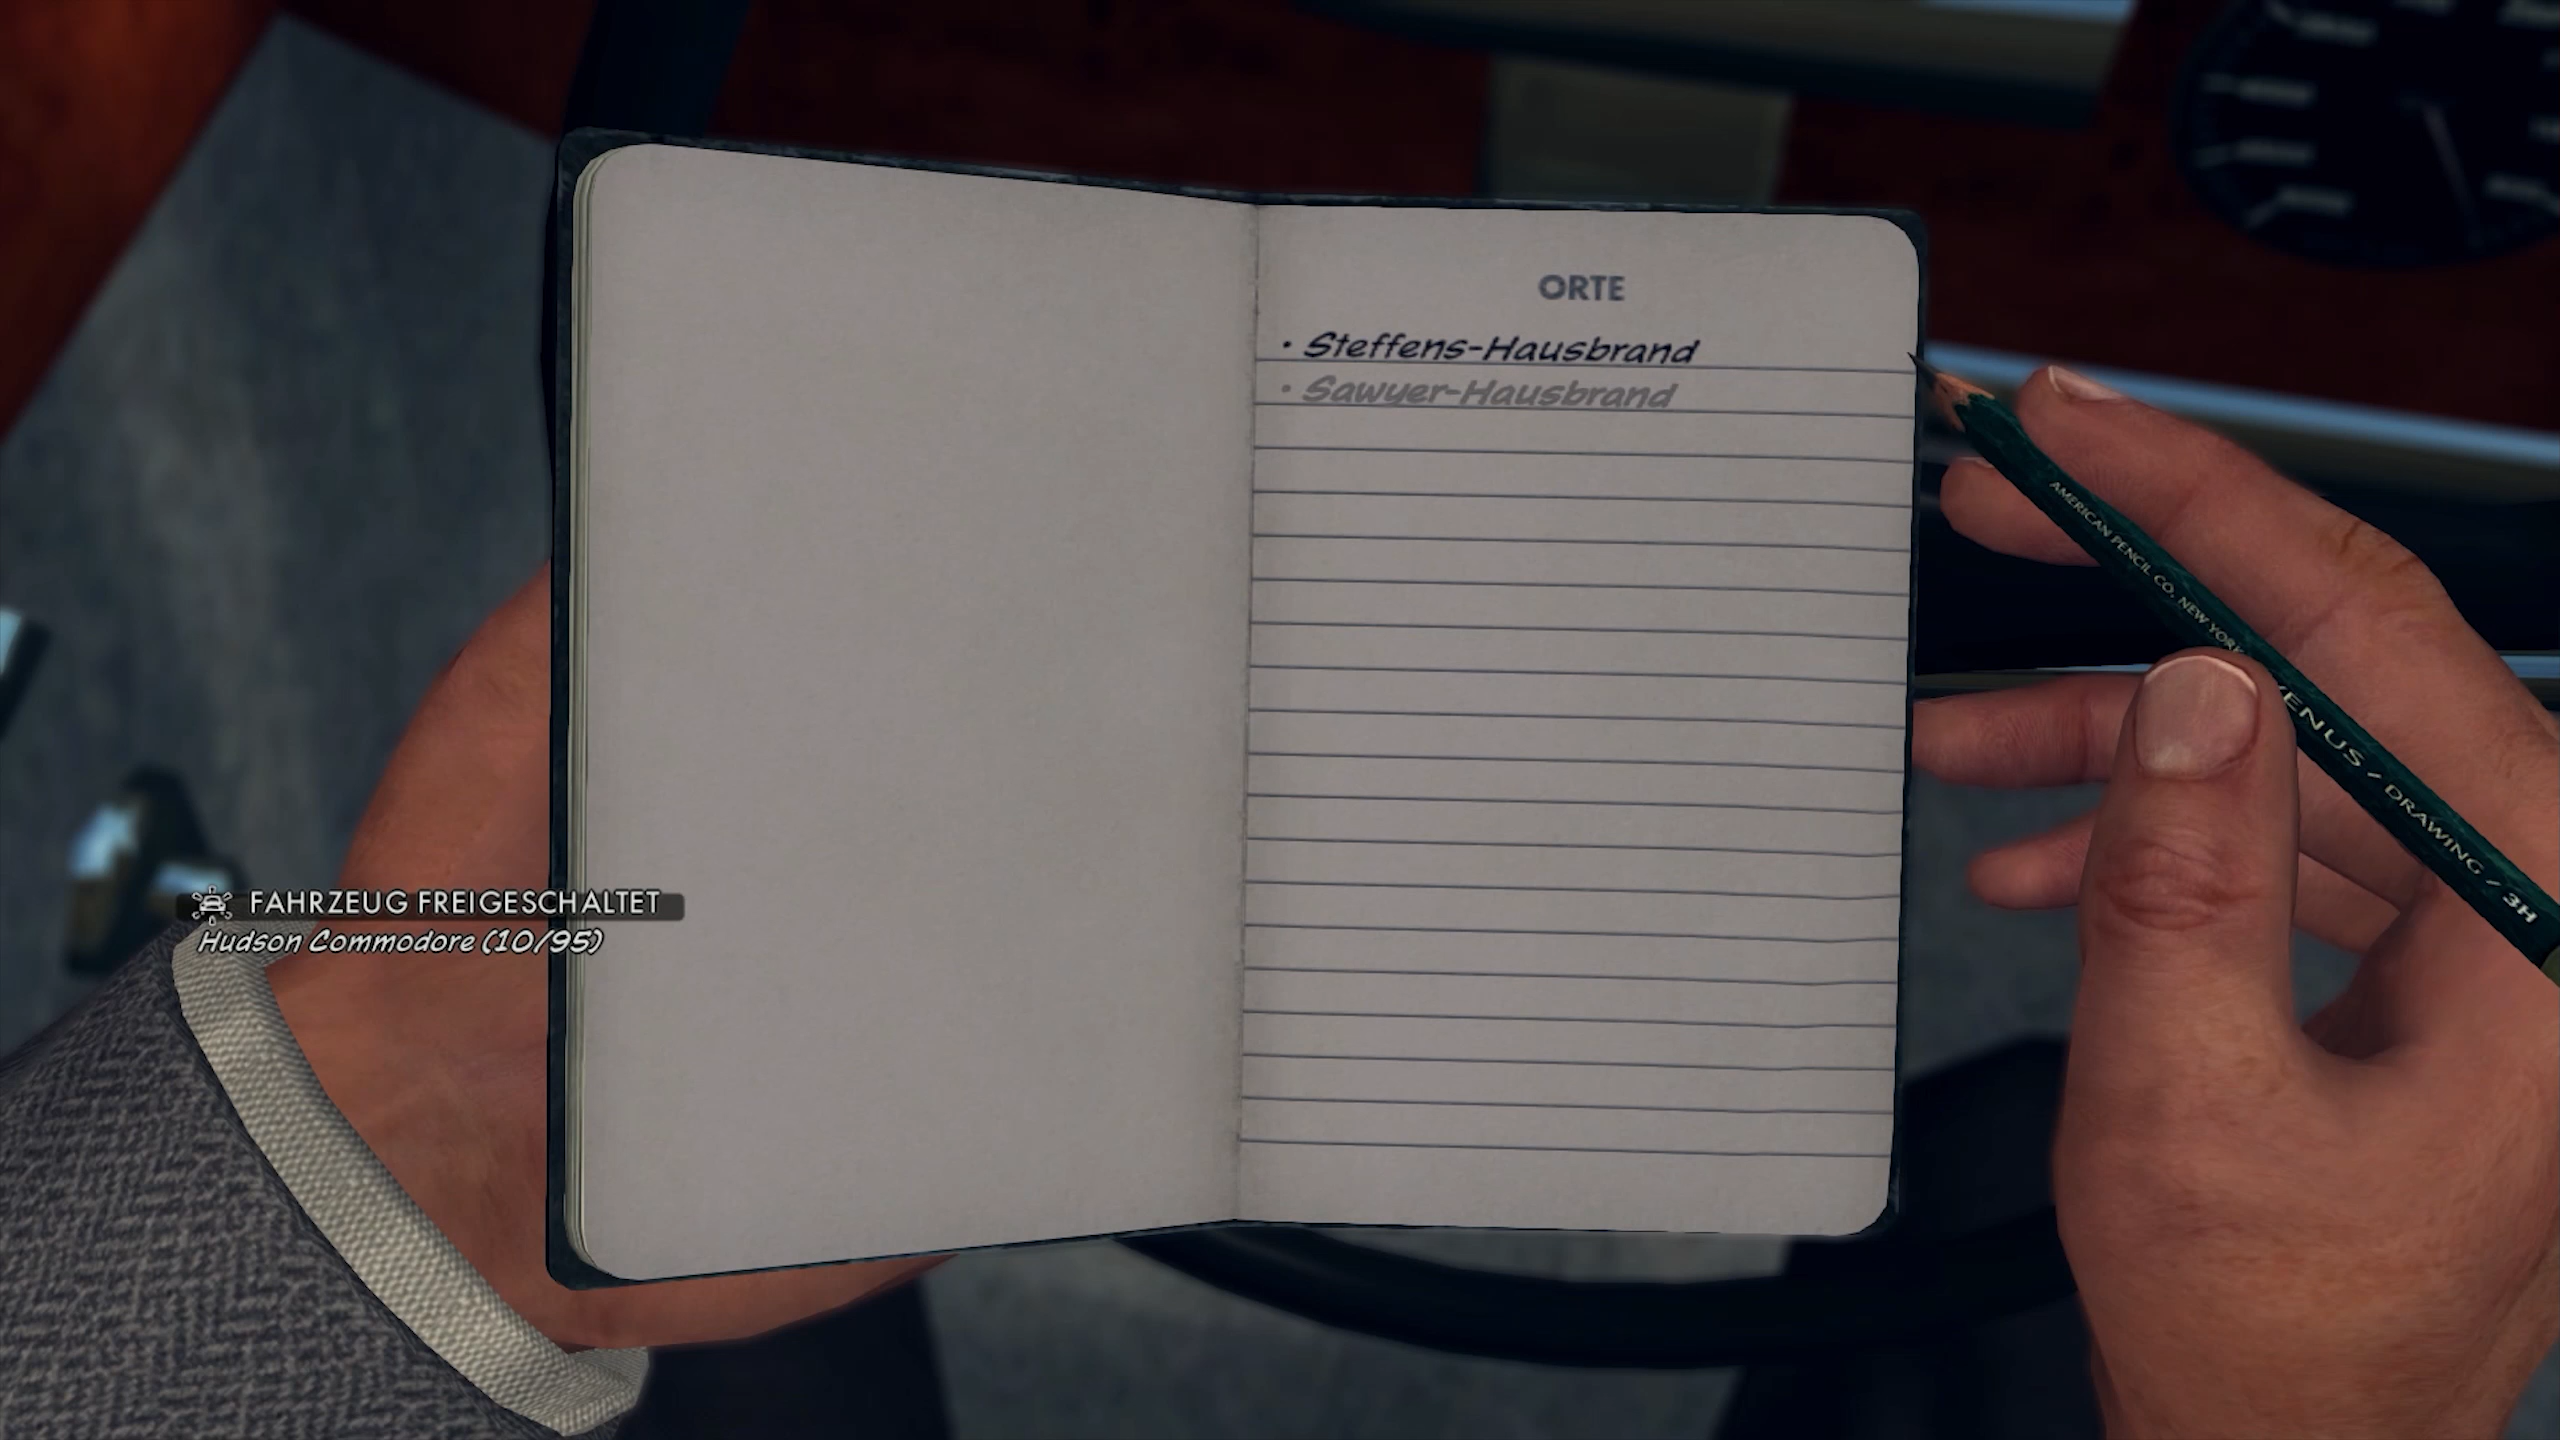 ORTE
• Steffens-Hausbrand
• Sawyer-Hausbrand
AMERICAN PENCIL CO. NEW YORK
VENUS / DRAWING / 3H
FAHRZEUG FREIGESCHALTET
Hudson Commodore (10/95)